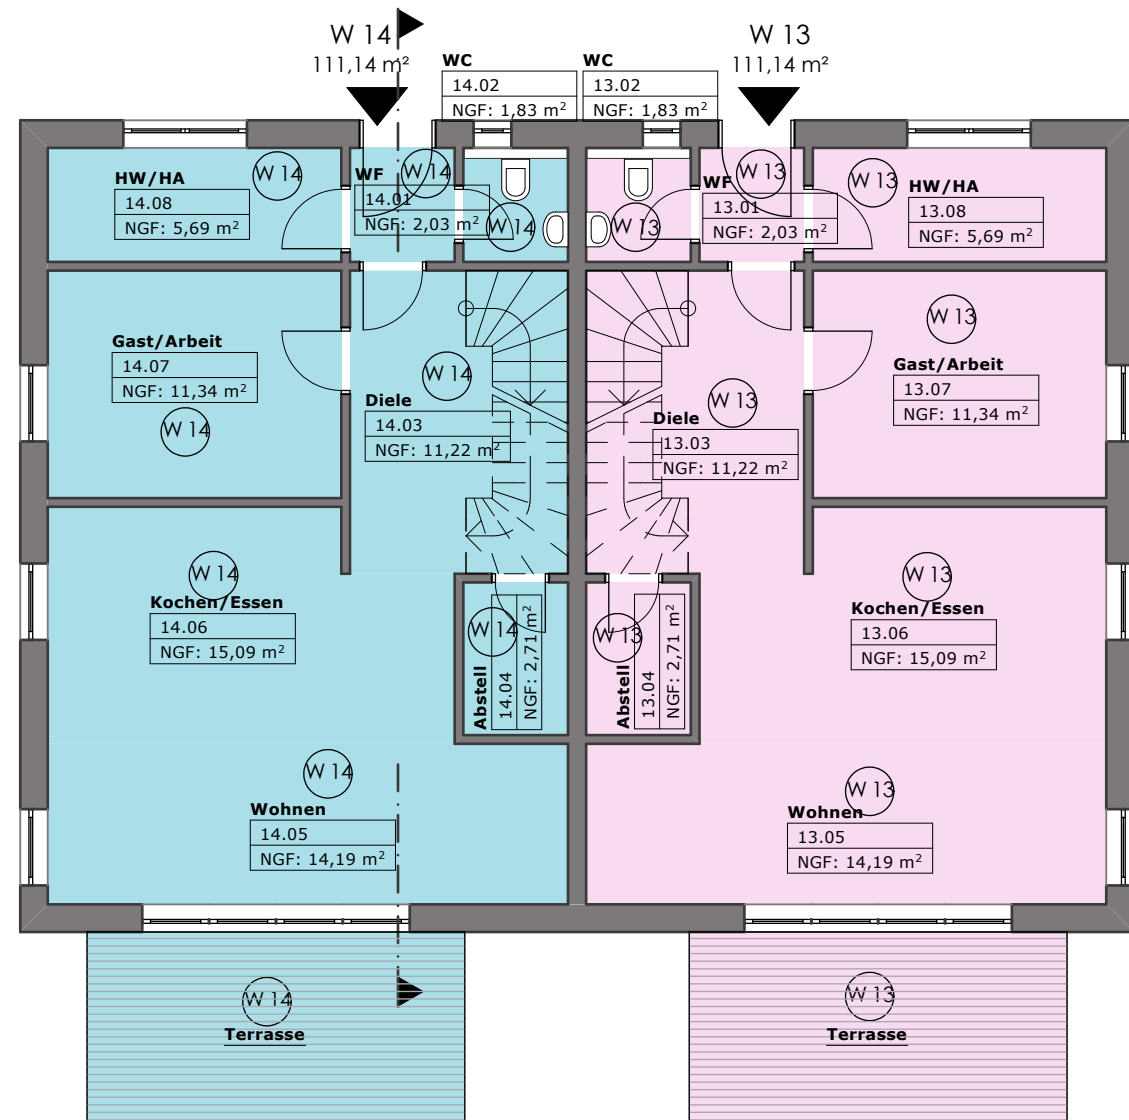 W 14
111,14 m²
W 13
111,14 m²
WC
14.02
NGF: 1,83 m²
WC
13.02
NGF: 1,83 m²
HW/HA
14.08
NGF: 5,69 m²
W 14
WF
14.01
NGF: 2,03 m²
W 14
W 14
W 13
WF
13.01
NGF: 2,03 m²
W 13
W 13
HW/HA
13.08
NGF: 5,69 m²
Gast/Arbeit
14.07
NGF: 11,34 m²
W 14
W 14
Diele
14.03
NGF: 11,22 m²
W 13
Diele
13.03
NGF: 11,22 m²
W 13
Gast/Arbeit
13.07
NGF: 11,34 m²
W 14
Kochen/Essen
14.06
NGF: 15,09 m²
W 14
Abstell
14.04
NGF: 2,71 m²
W 13
Abstell
13.04
NGF: 2,71 m²
W 13
Kochen/Essen
13.06
NGF: 15,09 m²
W 14
Wohnen
14.05
NGF: 14,19 m²
W 13
Wohnen
13.05
NGF: 14,19 m²
W 14
Terrasse
W 13
Terrasse